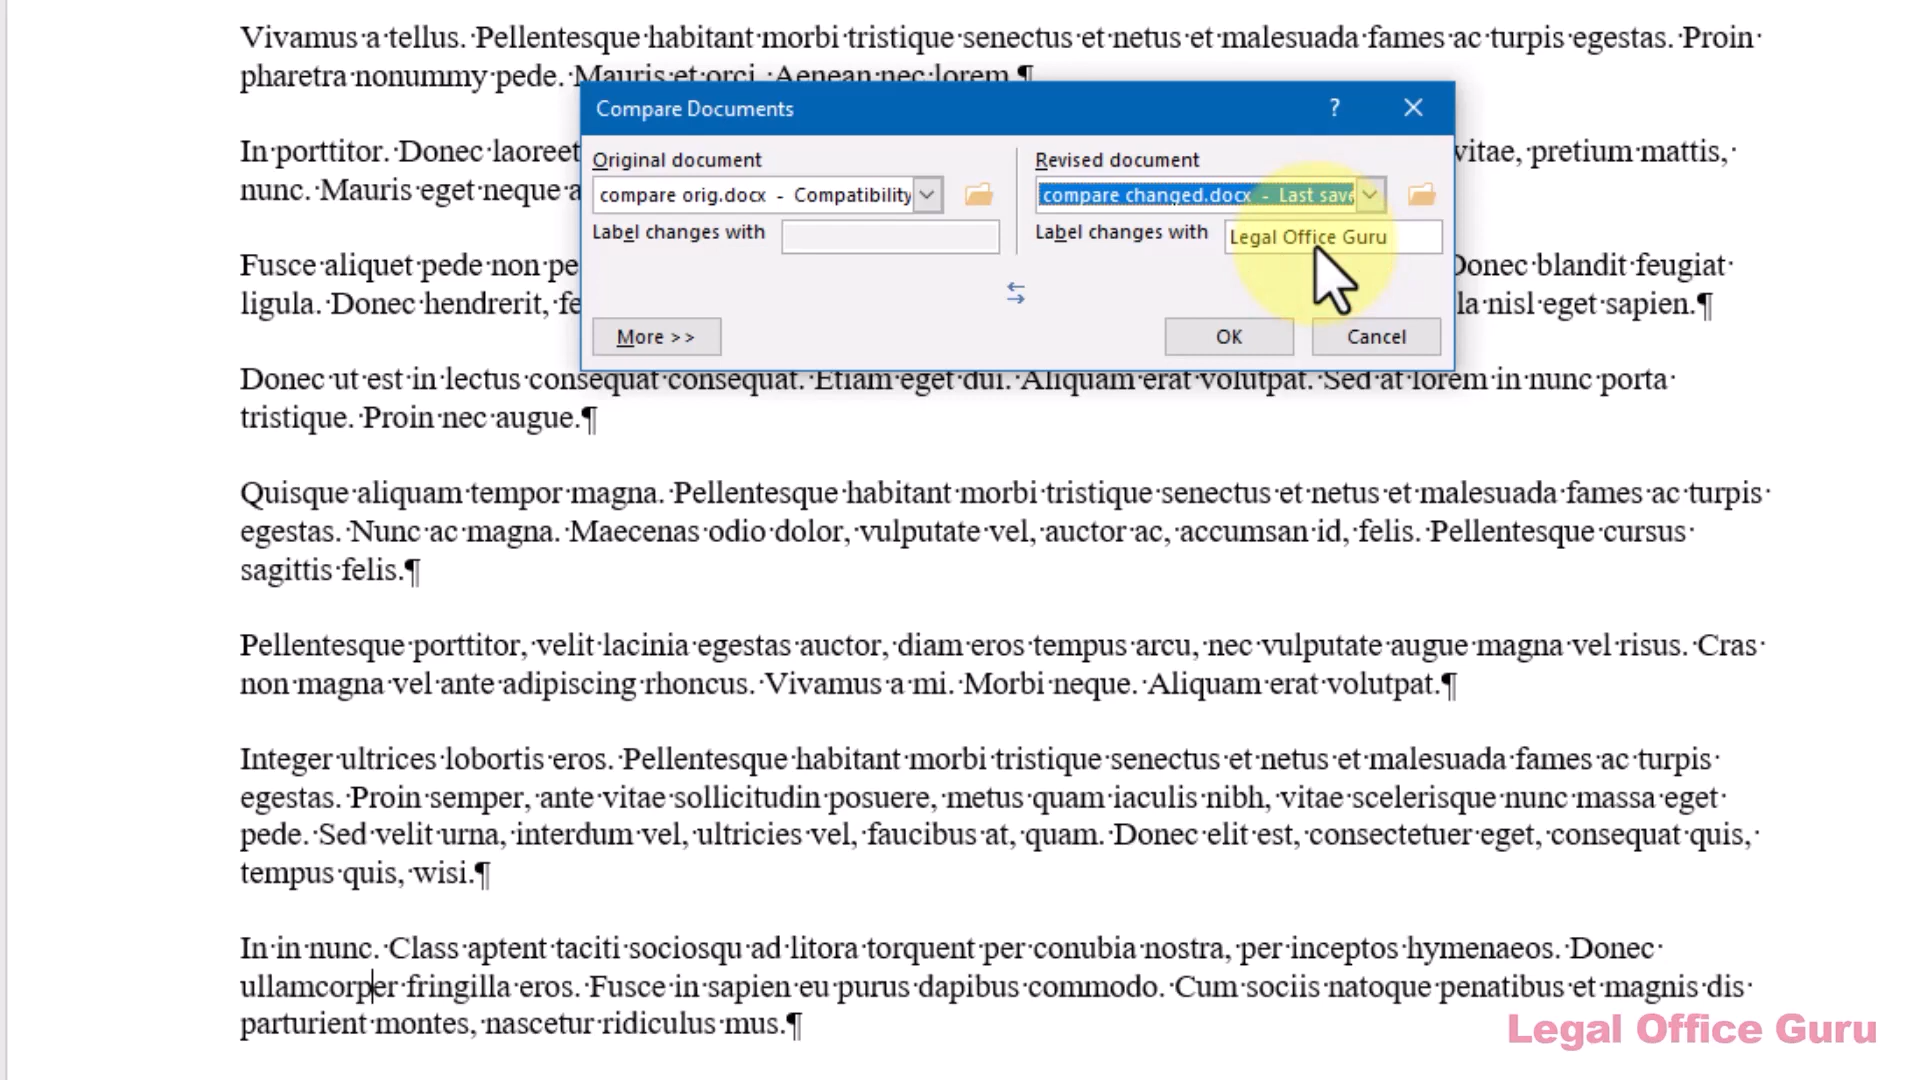 Vivamus a tellus. Pellentesque habitant morbi tristique senectus et netus et malesuada fames ac turpis egestas. Proin
pharetra nonummy pede. Mauris et orci. Aenean nec lorem.¶
Compare Documents ? ×
In porttitor. Donec laoreet vitae, pretium mattis,
nunc. Mauris eget neque a
Original document
Revised document
compare orig.docx - Compatibility
compare changed.docx - Last save
Label changes with
Label changes with Legal Office Guru
Fusce aliquet pede non pe Donec blandit feugiat
ligula. Donec hendrerit, fe la nisl eget sapien.¶
More >>
OK
Cancel
Donec ut est in lectus consequat consequat. Etiam eget dui. Aliquam erat volutpat. Sed at lorem in nunc porta
tristique. Proin nec augue.¶
Quisque aliquam tempor magna. Pellentesque habitant morbi tristique senectus et netus et malesuada fames ac turpis
egestas. Nunc ac magna. Maecenas odio dolor, vulputate vel, auctor ac, accumsan id, felis. Pellentesque cursus
sagittis felis.¶
Pellentesque porttitor, velit lacinia egestas auctor, diam eros tempus arcu, nec vulputate augue magna vel risus. Cras
non magna vel ante adipiscing rhoncus. Vivamus a mi. Morbi neque. Aliquam erat volutpat.¶
Integer ultrices lobortis eros. Pellentesque habitant morbi tristique senectus et netus et malesuada fames ac turpis
egestas. Proin semper, ante vitae sollicitudin posuere, metus quam iaculis nibh, vitae scelerisque nunc massa eget
pede. Sed velit urna, interdum vel, ultricies vel, faucibus at, quam. Donec elit est, consectetuer eget, consequat quis,
tempus quis, wisi.¶
In in nunc. Class aptent taciti sociosqu ad litora torquent per conubia nostra, per inceptos hymenaeos. Donec
ullamcorper fringilla eros. Fusce in sapien eu purus dapibus commodo. Cum sociis natoque penatibus et magnis dis
parturient montes, nascetur ridiculus mus.¶
Legal Office Guru